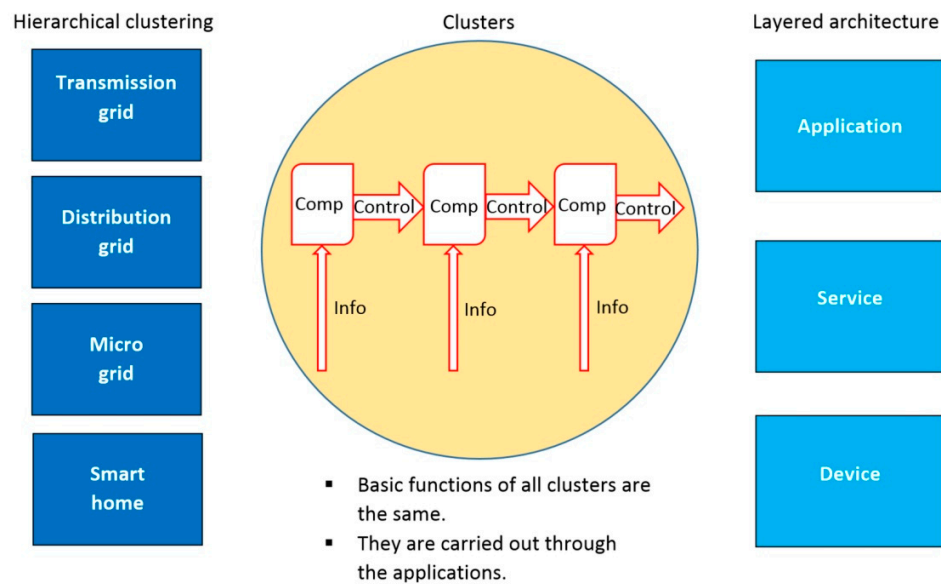 Hierarchical clustering
Transmission
grid
Distribution
grid
Micro
grid
Smart
home
Clusters
Comp
Control
Comp
Control
Comp
Control
Info
Info
Info
▪ Basic functions of all clusters are
the same.
▪ They are carried out through
the applications.
Layered architecture
Application
Service
Device